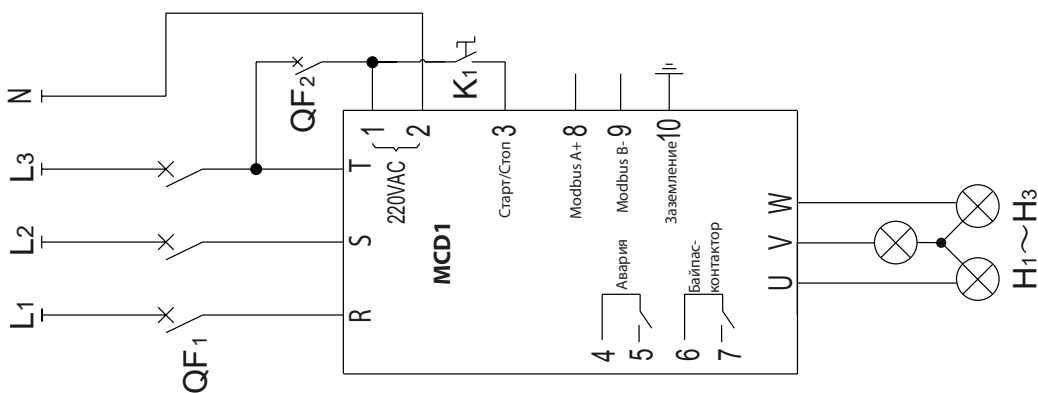 N
L3
L2
L1
QF1
QF2
K1
T
S
R
1
2
220VAC
3
Старт/Стоп
8
Modbus A+
9
Modbus B-
10
Заземление
MCD1
4
5
Авария
6
7
Байпас-
контактор
U
V
W
H1~H3